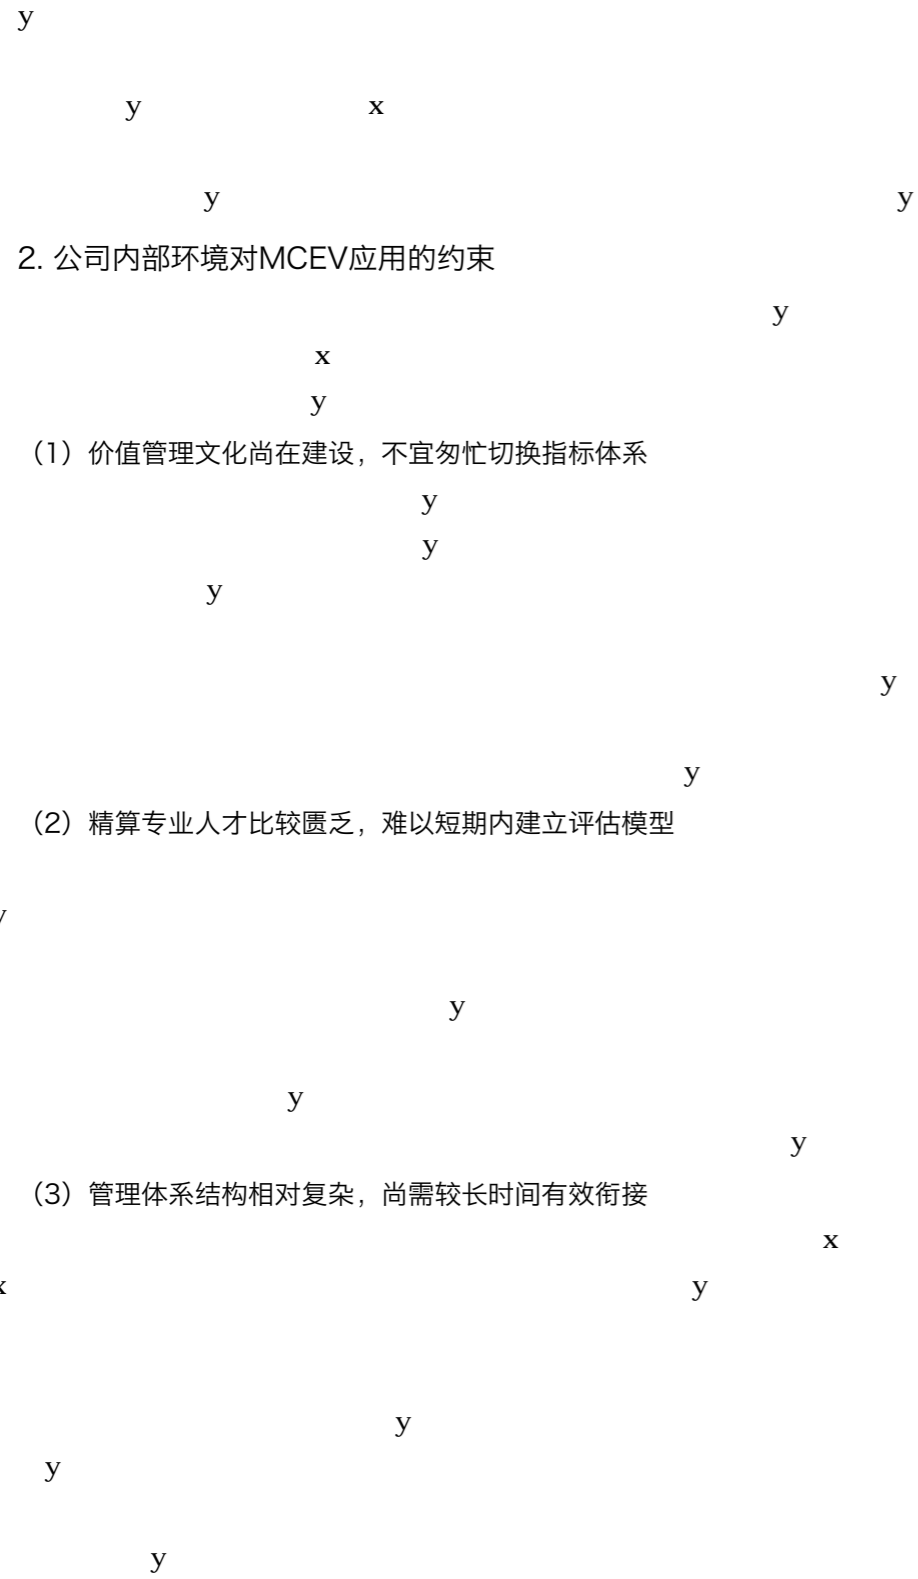 y
y x
y y
2. 公司内部环境对MCEV应用的约束
y
x
y
（1）价值管理文化尚在建设，不宜匆忙切换指标体系
y
y
y
y
y
（2）精算专业人才比较匮乏，难以短期内建立评估模型
y
y
y
y
（3）管理体系结构相对复杂，尚需较长时间有效衔接
x
x y
y
y
y